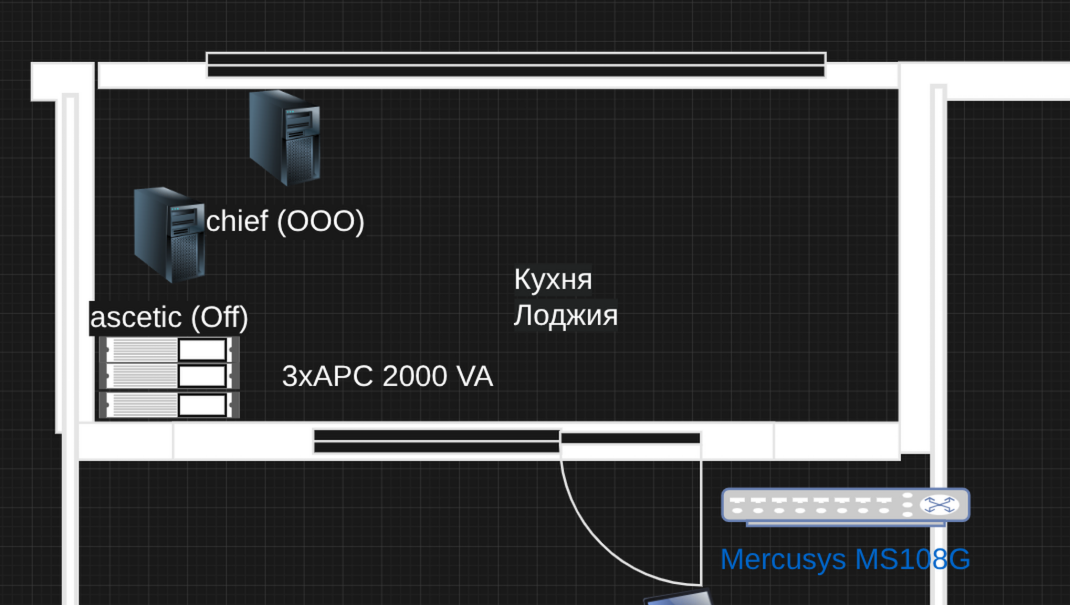 chief (OOO)
Кухня
Лоджия
ascetic (Off)
3xAPC 2000 VA
Mercusys MS108G